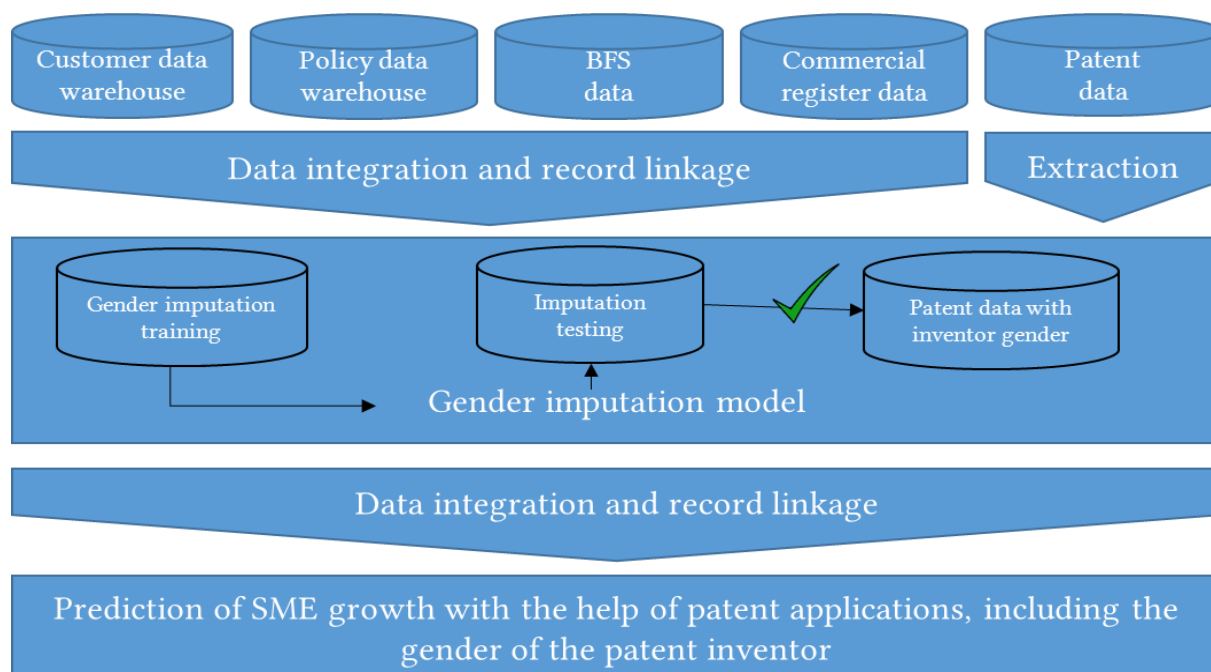 Customer data
warehouse
Policy data
warehouse
BFS
data
Commercial
register data
Patent
data
Data integration and record linkage
Extraction
Gender imputation
training
Imputation
testing
Patent data with
inventor gender
Gender imputation model
Data integration and record linkage
Prediction of SME growth with the help of patent applications, including the
gender of the patent inventor